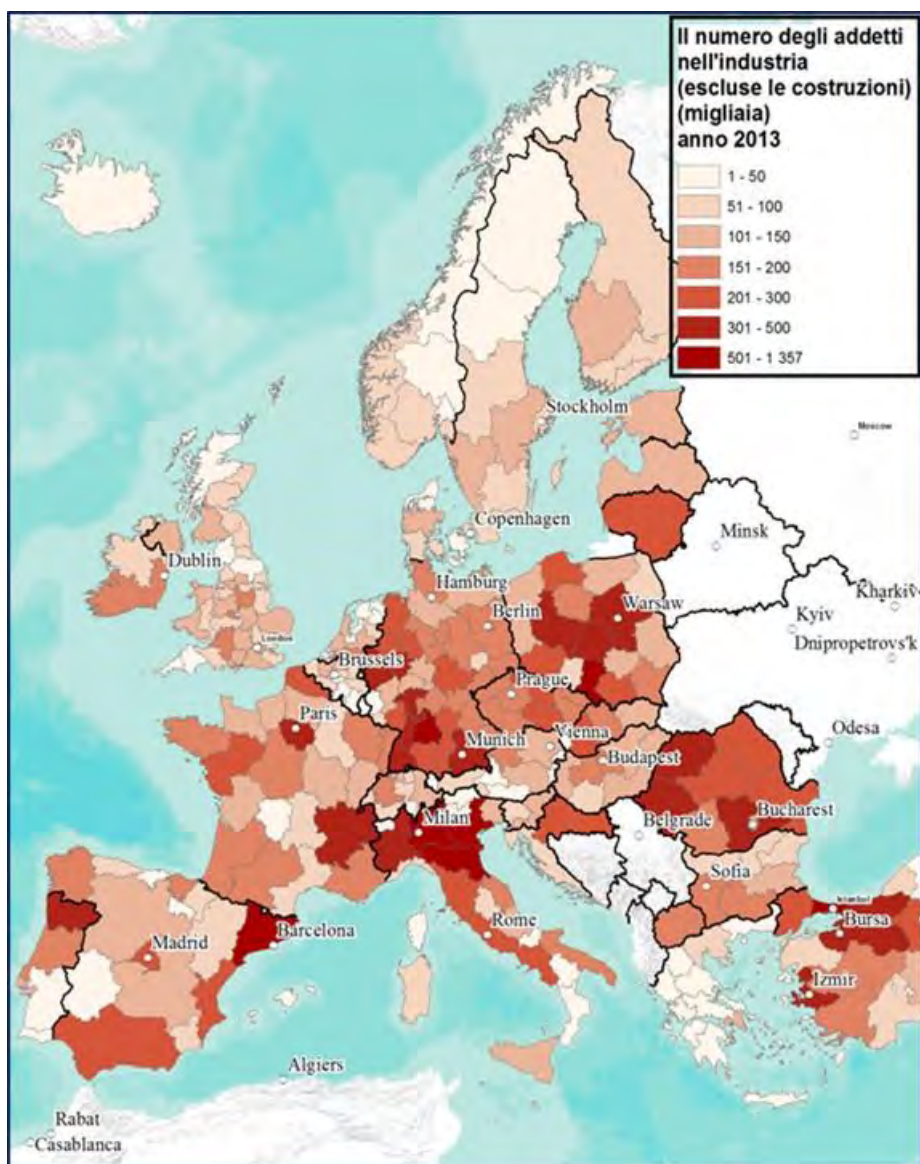 Il numero degli addetti
nell'industria
(escluse le costruzioni)
(migliaia)
anno 2013
1 - 50
51 - 100
101 - 150
151 - 200
201 - 300
301 - 500
501 - 1 357
Stockholm
Moscow
Copenhagen
Minsk
Dublin
Hamburg
Kharkiv
Berlin
Warsaw
Kyiv
London
Dnipropetrovs'k
Brussels
Prague
Paris
Vienna
Odesa
Munich
Budapest
Milan
Belgrade
Bucharest
Sofia
Istanbul
Barcelona
Rome
Bursa
Madrid
Izmir
Algiers
Rabat
Casablanca